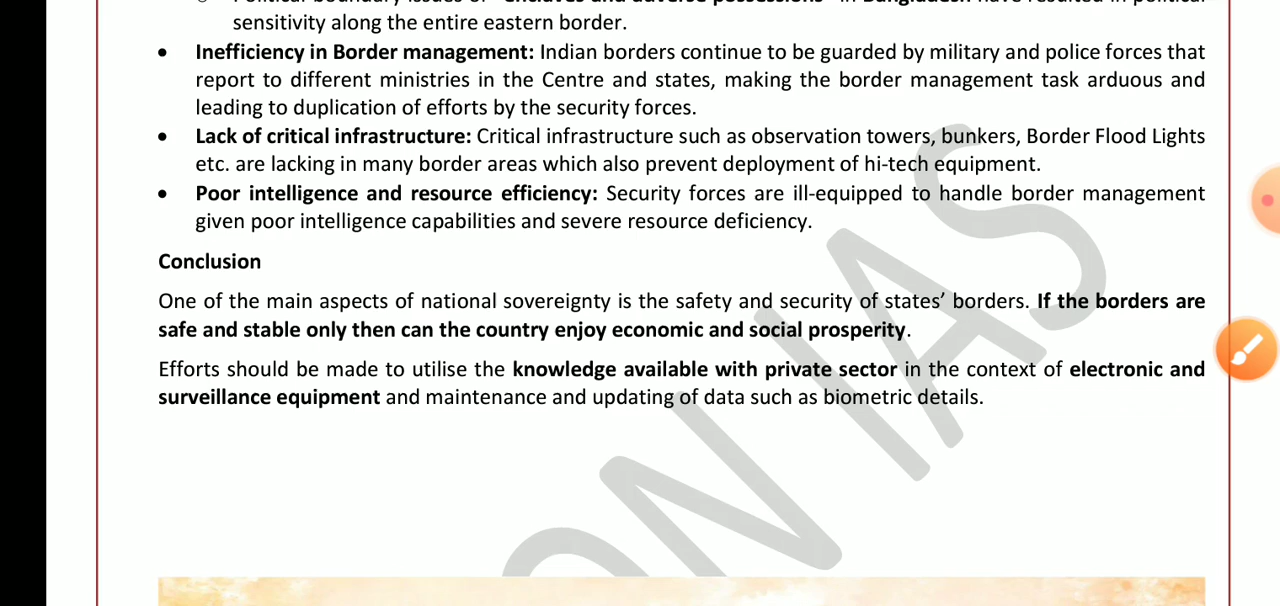 sensitivity along the entire eastern border.
• Inefficiency in Border management: Indian borders continue to be guarded by military and police forces that
report to different ministries in the Centre and states, making the border management task arduous and
leading to duplication of efforts by the security forces.
• Lack of critical infrastructure: Critical infrastructure such as observation towers, bunkers, Border Flood Lights
etc. are lacking in many border areas which also prevent deployment of hi-tech equipment.
• Poor intelligence and resource efficiency: Security forces are ill-equipped to handle border management
given poor intelligence capabilities and severe resource deficiency.
Conclusion
One of the main aspects of national sovereignty is the safety and security of states’ borders. If the borders are
safe and stable only then can the country enjoy economic and social prosperity.
Efforts should be made to utilise the knowledge available with private sector in the context of electronic and
surveillance equipment and maintenance and updating of data such as biometric details.
IAS